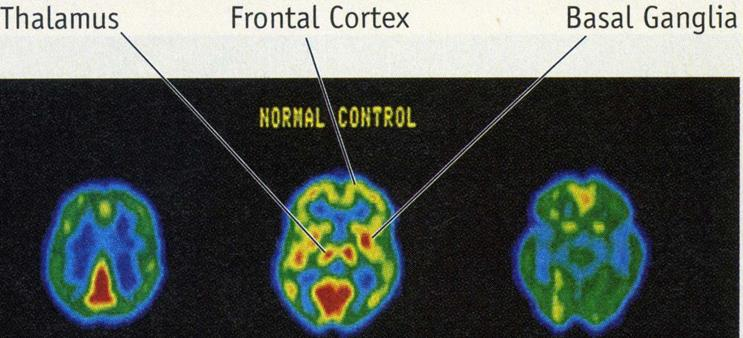 Thalamus Frontal Cortex Basal Ganglia
NORMAL CONTROL